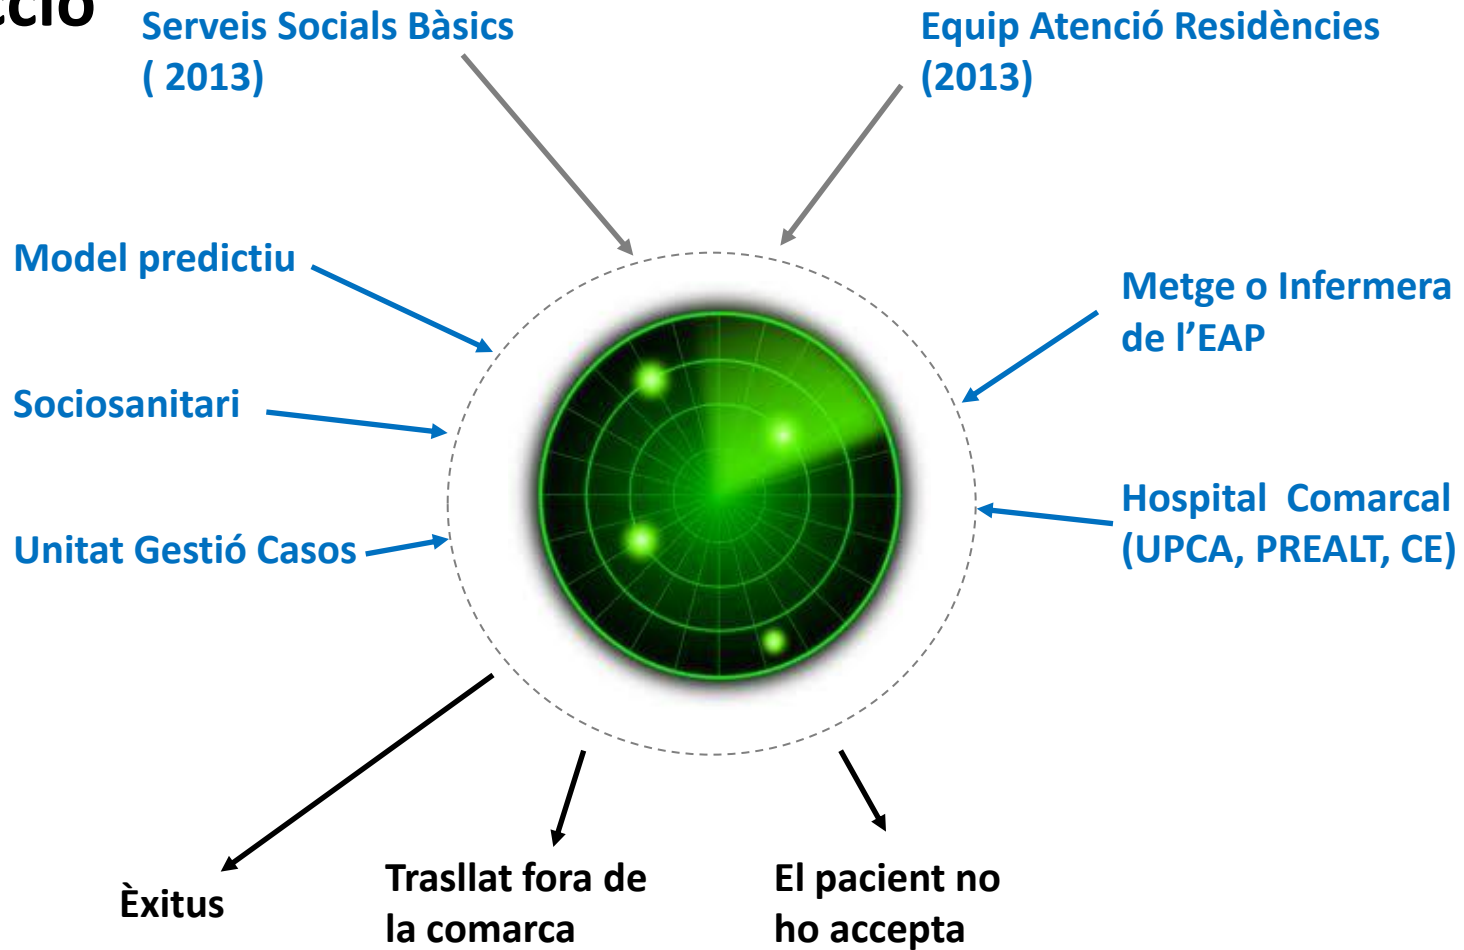 Serveis Socials Bàsics
( 2013)
Equip Atenció Residències
(2013)
Model predictiu
Metge o Infermera
de l’EAP
Sociosanitari
Hospital  Comarcal
(UPCA, PREALT, CE)
Unitat Gestió Casos
Èxitus
Trasllat fora de
la comarca
El pacient no
ho accepta